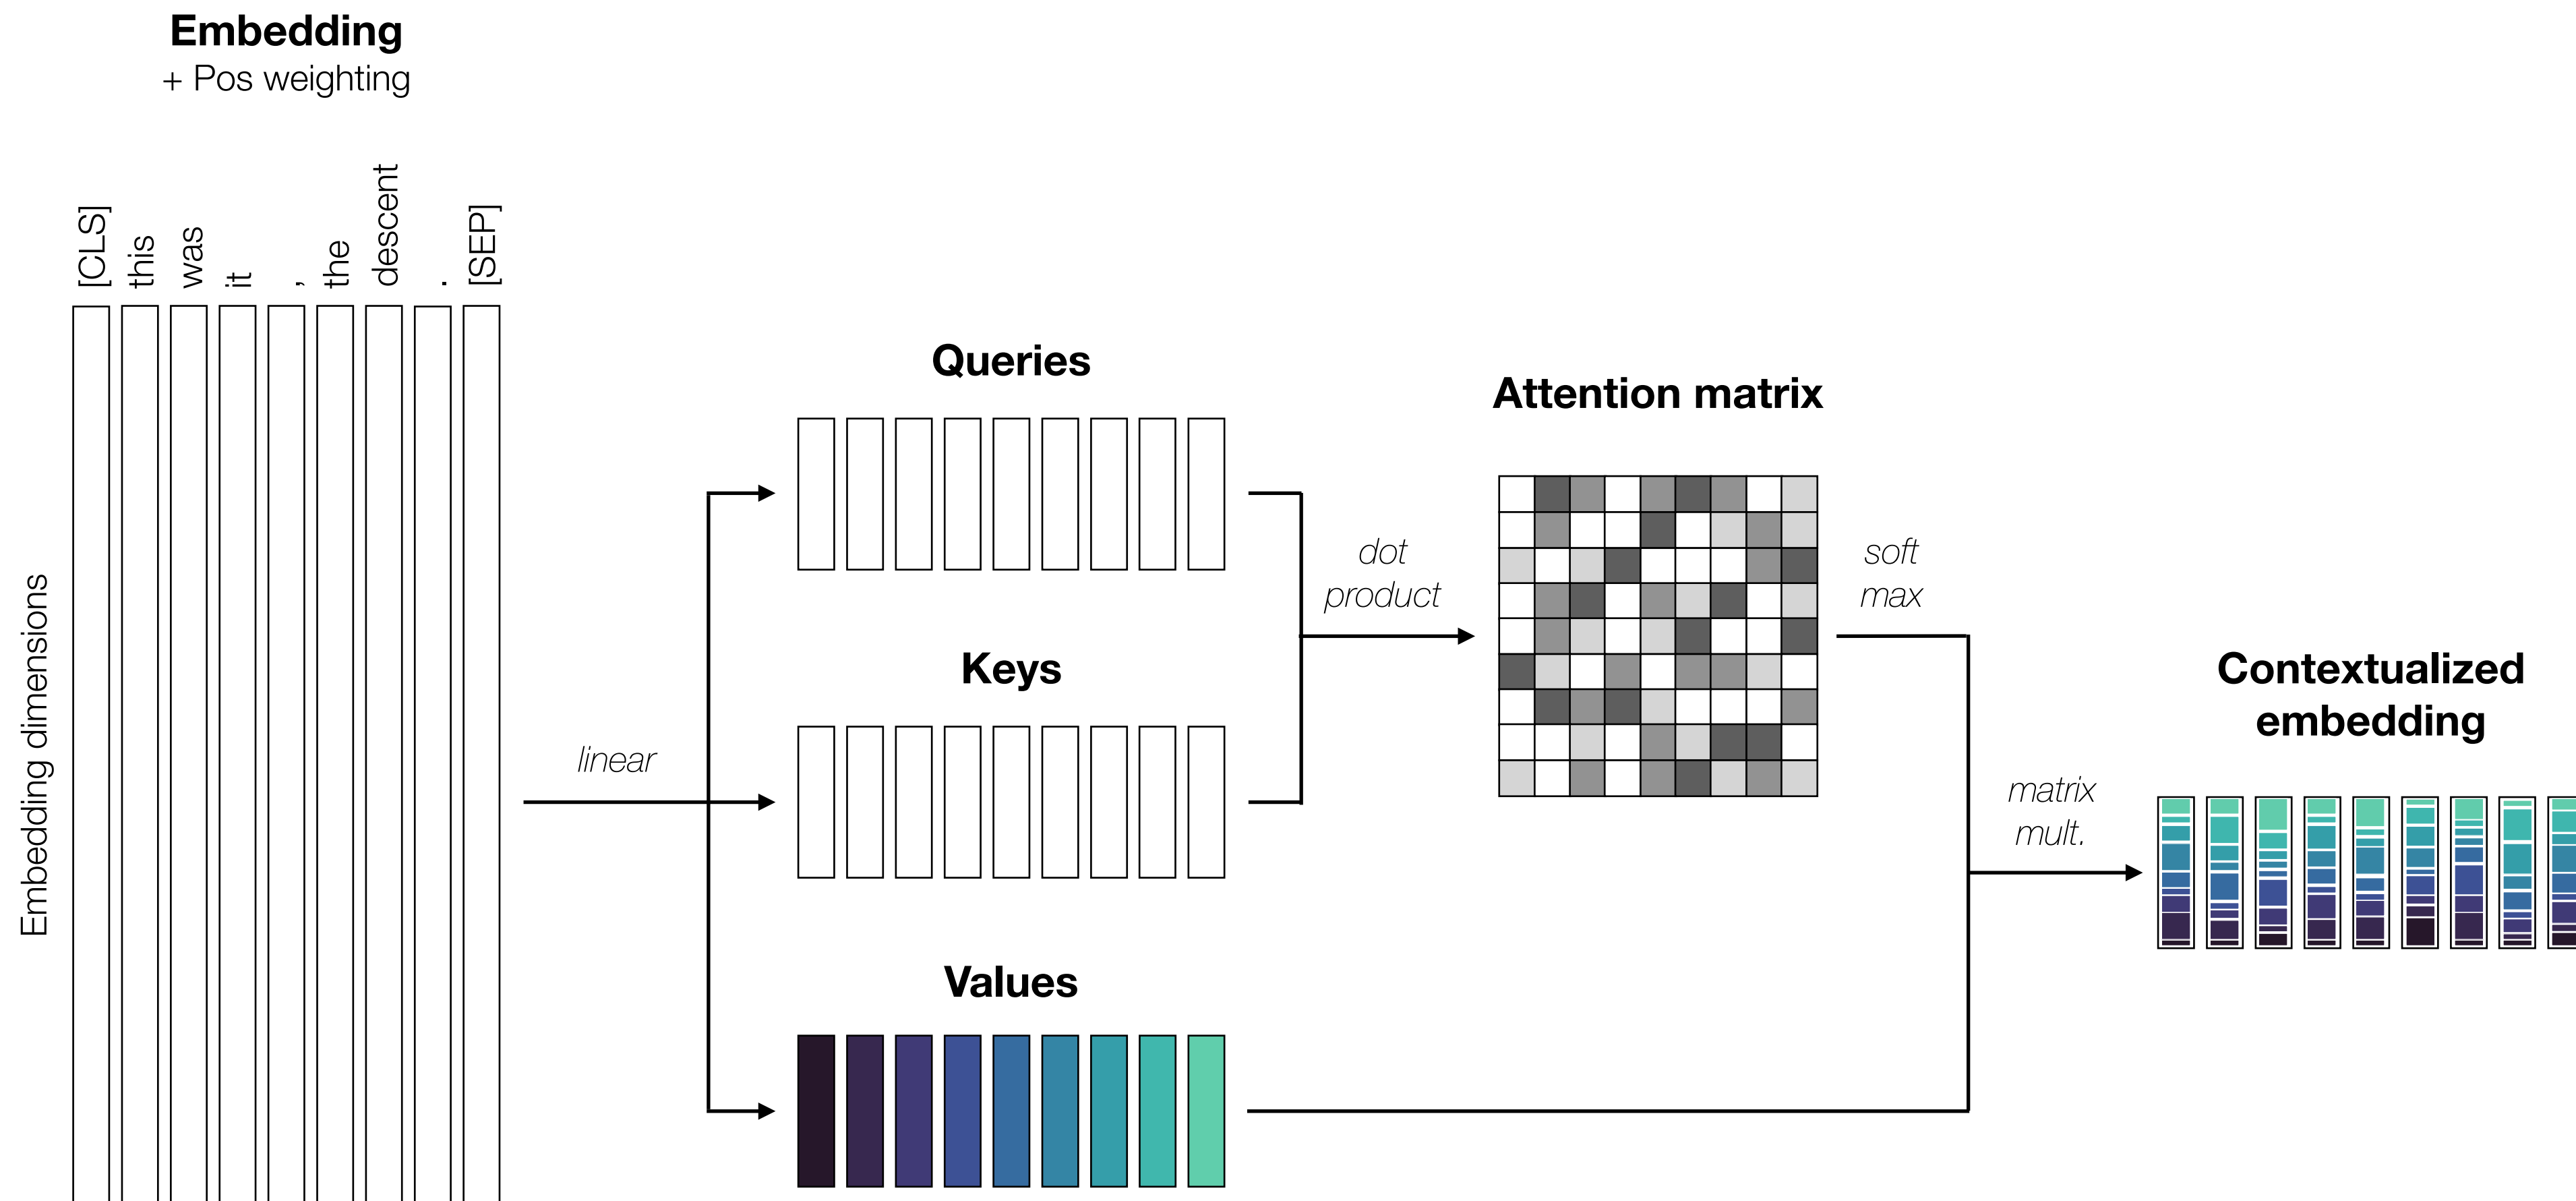 Embedding
+ Pos weighting
[CLS]
this
was
it
,
the
descent
.
[SEP]
Embedding dimensions
linear
Queries
Keys
Values
dot
product
Attention matrix
soft
max
matrix
mult.
Contextualized
embedding